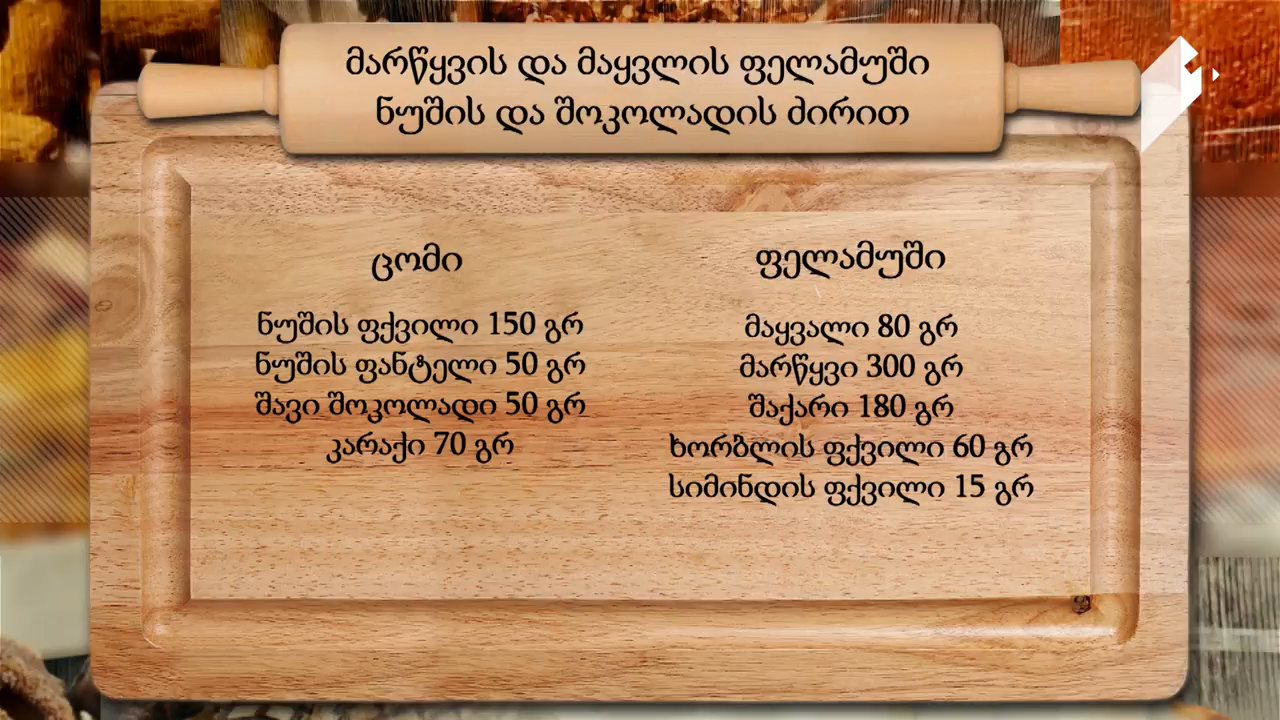 მარწყვის და მაყვლის ფელამუში
ნუშის და შოკოლადის ძირით
ცომი
ნუშის ფქვილი 150 გრ
ნუშის ფანტელი 50 გრ
შავი შოკოლადი 50 გრ
კარაქი 70 გრ
ფელამუში
მაყვალი 80 გრ
მარწყვი 300 გრ
შაქარი 180 გრ
ხორბლის ფქვილი 60 გრ
სიმინდის ფქვილი 15 გრ